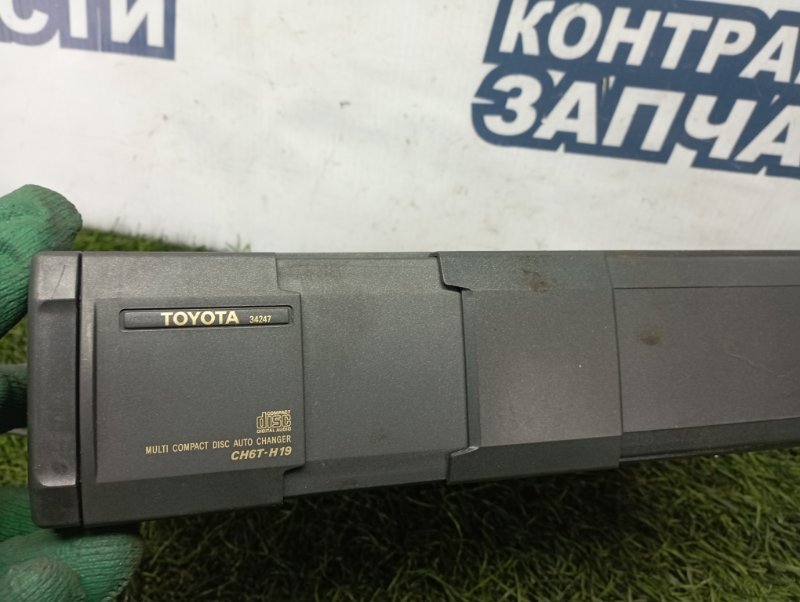 СТИ
КОНТРА
ЗАПЧА
TOYOTA 34247
COMPACT
disc
DIGITAL AUDIO
MULTI COMPACT DISC AUTO CHANGER
CH6T-H19